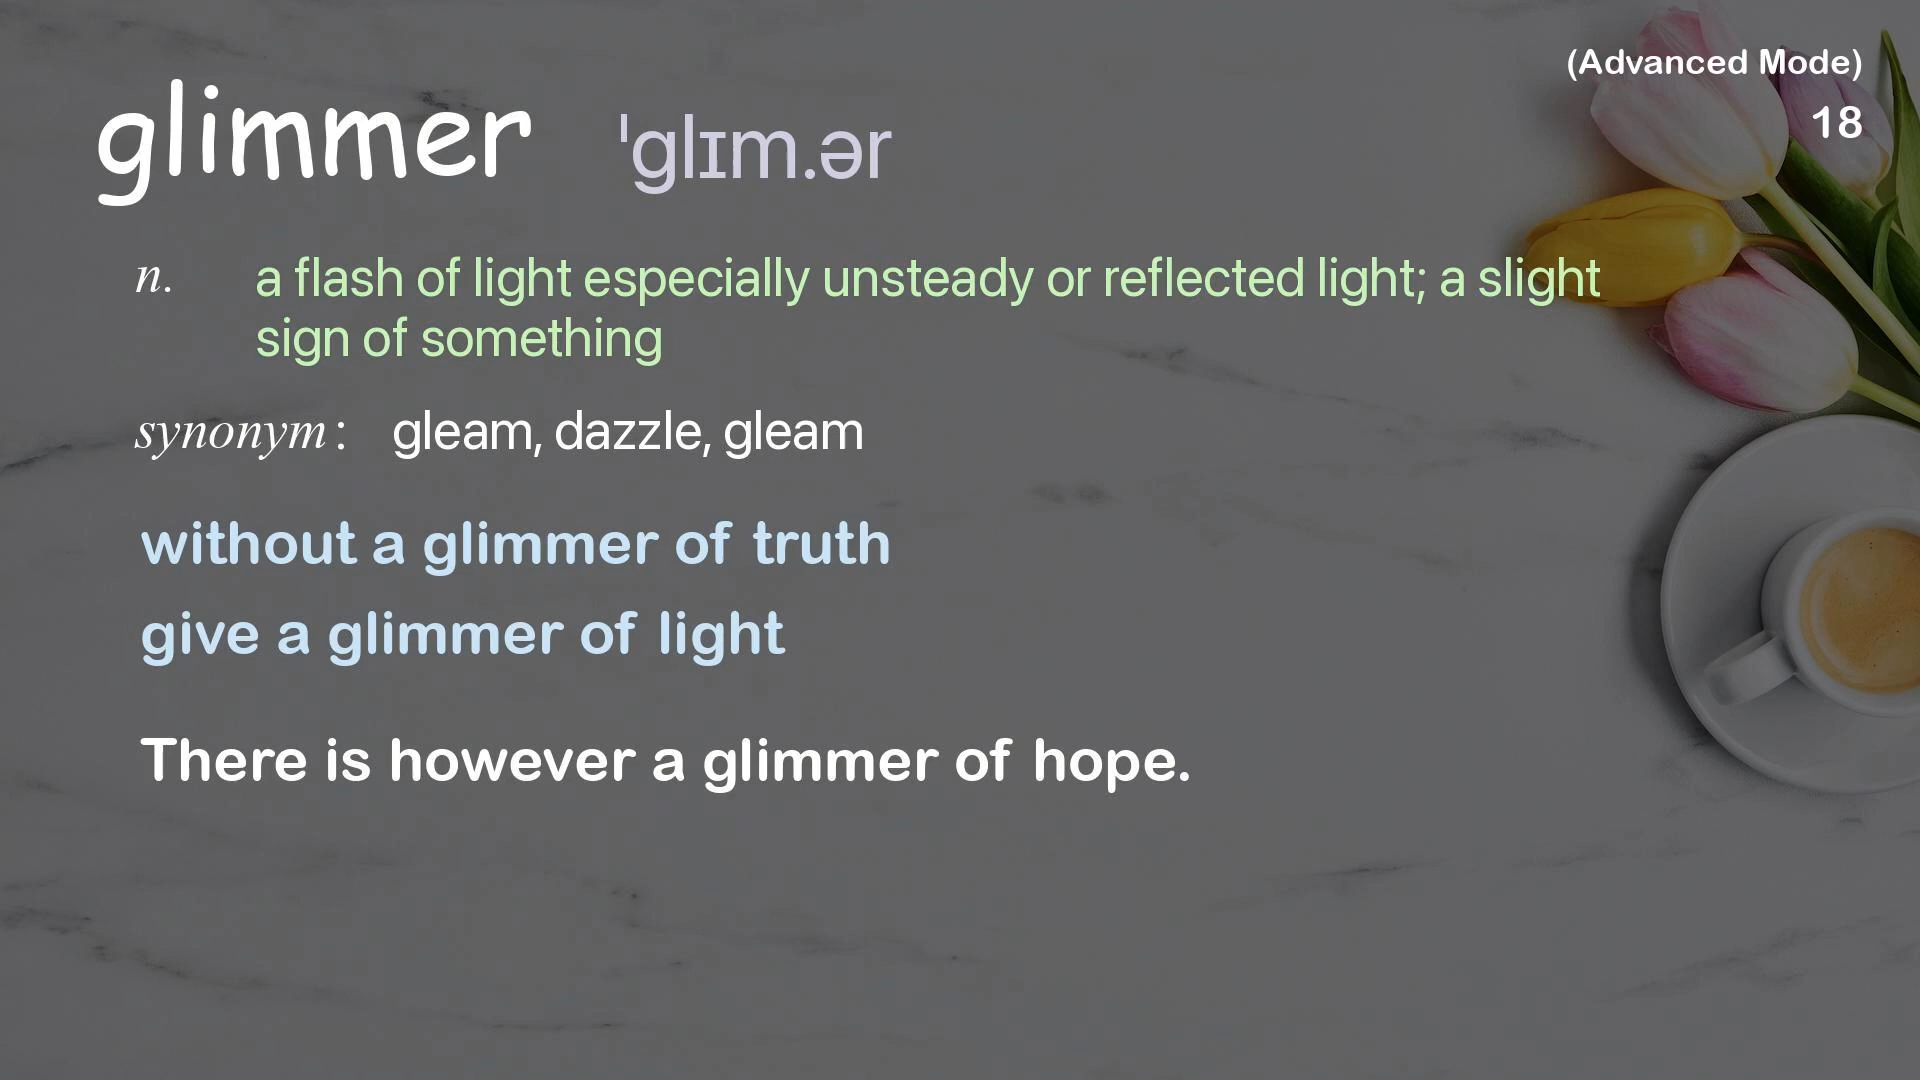 (Advanced Mode)
18
glimmer ˈɡlɪm.ər
n. a flash of light especially unsteady or reflected light; a slight
sign of something
synonym: gleam, dazzle, gleam
without a glimmer of truth
give a glimmer of light
There is however a glimmer of hope.